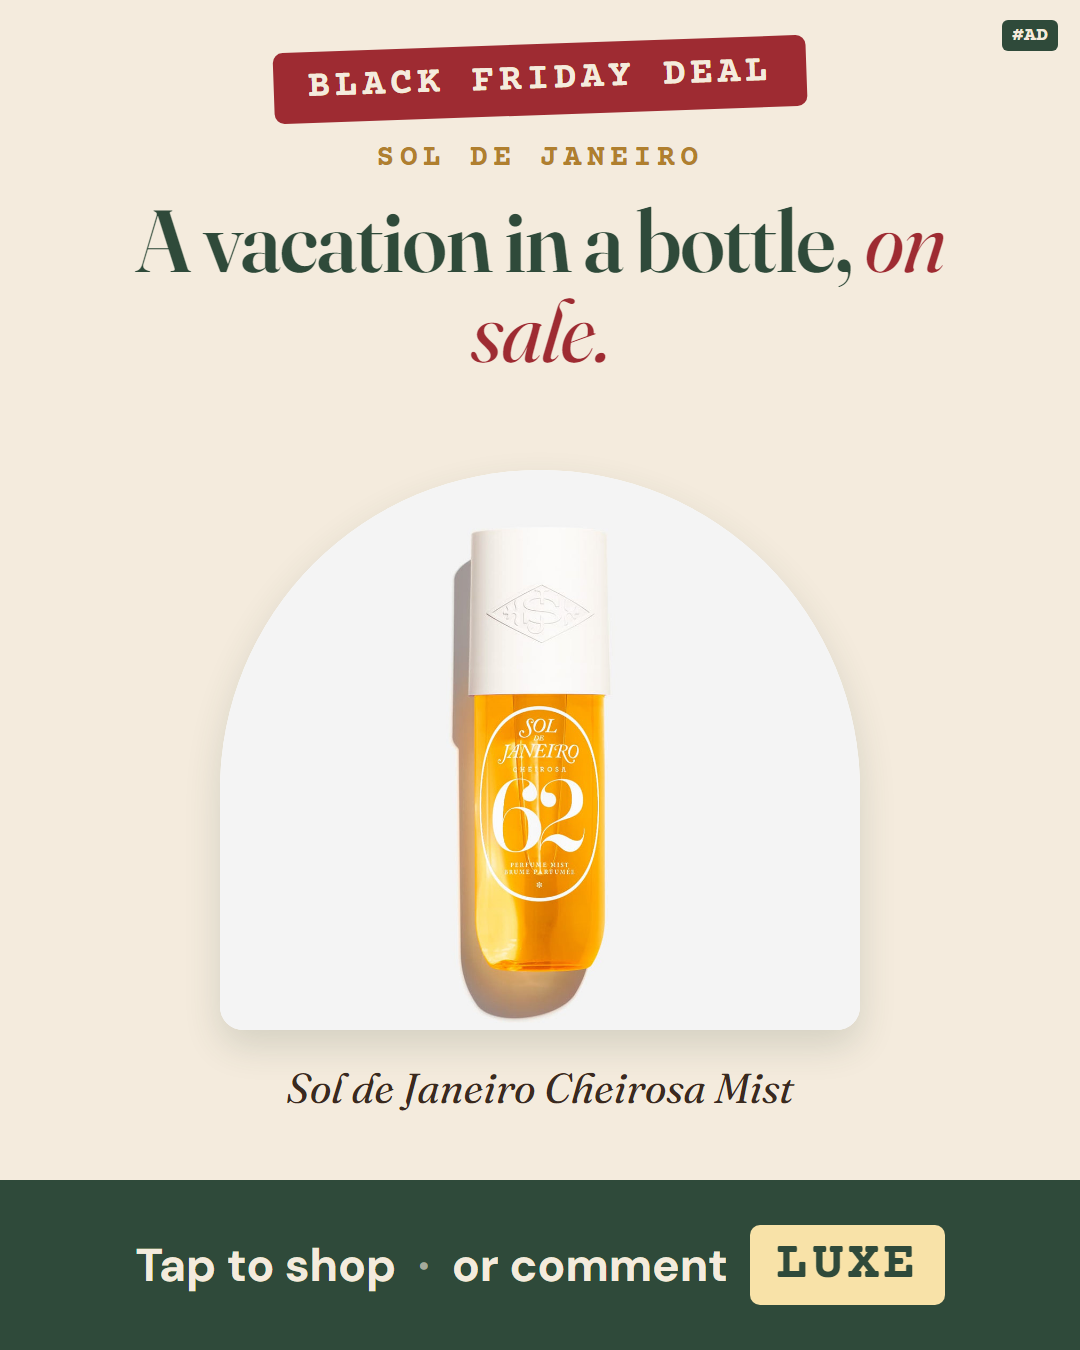 #AD
BLACK FRIDAY DEAL
SOL DE JANEIRO
A vacation in a bottle, on
sale.
SOL
DE
JANEIRO
CHEIROSA
62
PERFUME MIST
BRUME PARFUMÉE
Sol de Janeiro Cheirosa Mist
Tap to shop · or comment LUXE